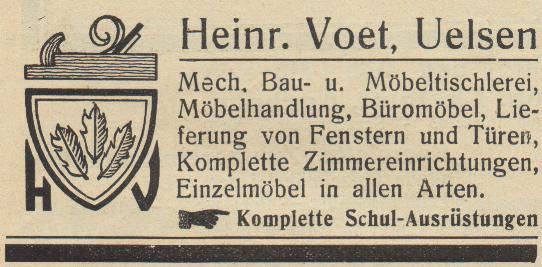 Heinr. Voet, Uelsen
Mech. Bau- u. Möbeltischlerei,
Möbelhandlung, Büromöbel, Lie-
ferung von Fenstern und Türen,
Komplette Zimmereinrichtungen,
Einzelmöbel in allen Arten.
Komplette Schul-Ausrüstungen
H V